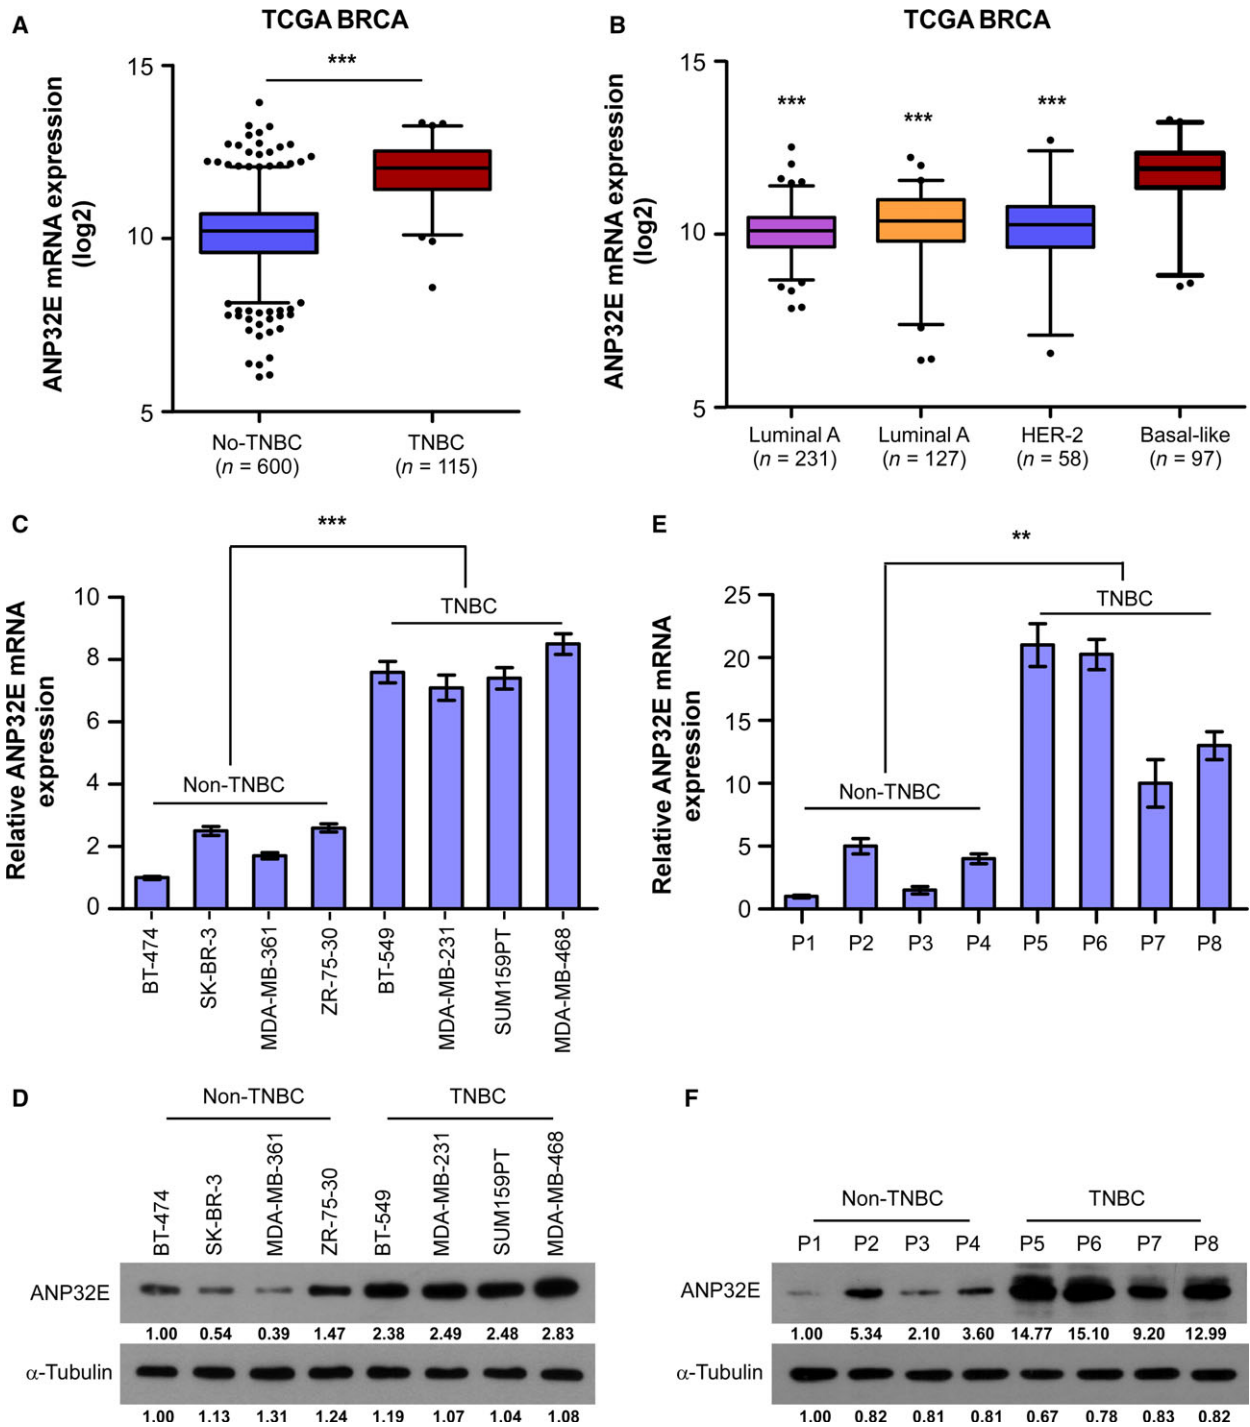 A
TCGA BRCA
ANP32E mRNA expression
(log2)
15
10
5
***
No-TNBC
(n = 600)
TNBC
(n = 115)
B
TCGA BRCA
ANP32E mRNA expression
(log2)
15
10
5
***
***
***
Luminal A
(n = 231)
Luminal A
(n = 127)
HER-2
(n = 58)
Basal-like
(n = 97)
C
***
Relative ANP32E mRNA
expression
10
8
6
4
2
0
Non-TNBC
TNBC
BT-474
SK-BR-3
MDA-MB-361
ZR-75-30
BT-549
MDA-MB-231
SUM159PT
MDA-MB-468
E
**
Relative ANP32E mRNA
expression
25
20
15
10
5
0
Non-TNBC
TNBC
P1 P2 P3 P4 P5 P6 P7 P8
D
Non-TNBC TNBC
BT-474
SK-BR-3
MDA-MB-361
ZR-75-30
BT-549
MDA-MB-231
SUM159PT
MDA-MB-468
ANP32E
1.00 0.54 0.39 1.47 2.38 2.49 2.48 2.83
α-Tubulin
1.00 1.13 1.31 1.24 1.19 1.07 1.04 1.08
F
Non-TNBC TNBC
P1 P2 P3 P4 P5 P6 P7 P8
ANP32E
1.00 5.34 2.10 3.60 14.77 15.10 9.20 12.99
α-Tubulin
1.00 0.82 0.81 0.81 0.67 0.78 0.83 0.82